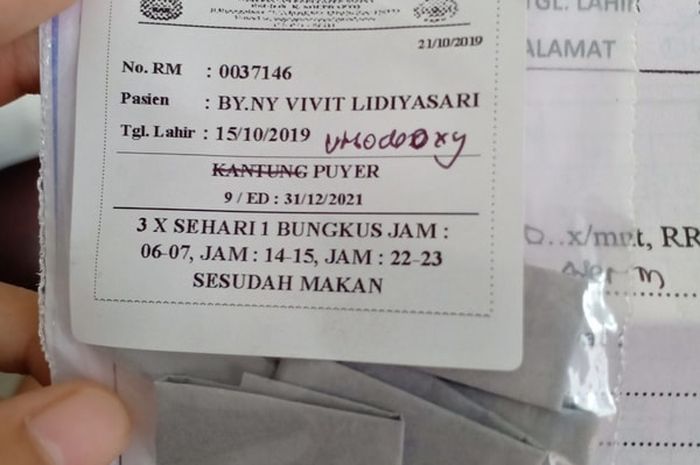 21/10/2019
No. RM : 0037146
Pasien : BY.NY VIVIT LIDIYASARI
Tgl. Lahir : 15/10/2019
KANTUNG PUYER
9 / ED : 31/12/2021
3 X SEHARI 1 BUNGKUS JAM :
06-07, JAM : 14-15, JAM : 22-23
SESUDAH MAKAN
TGL. LAHIR
ALAMAT
x/mnt, RR